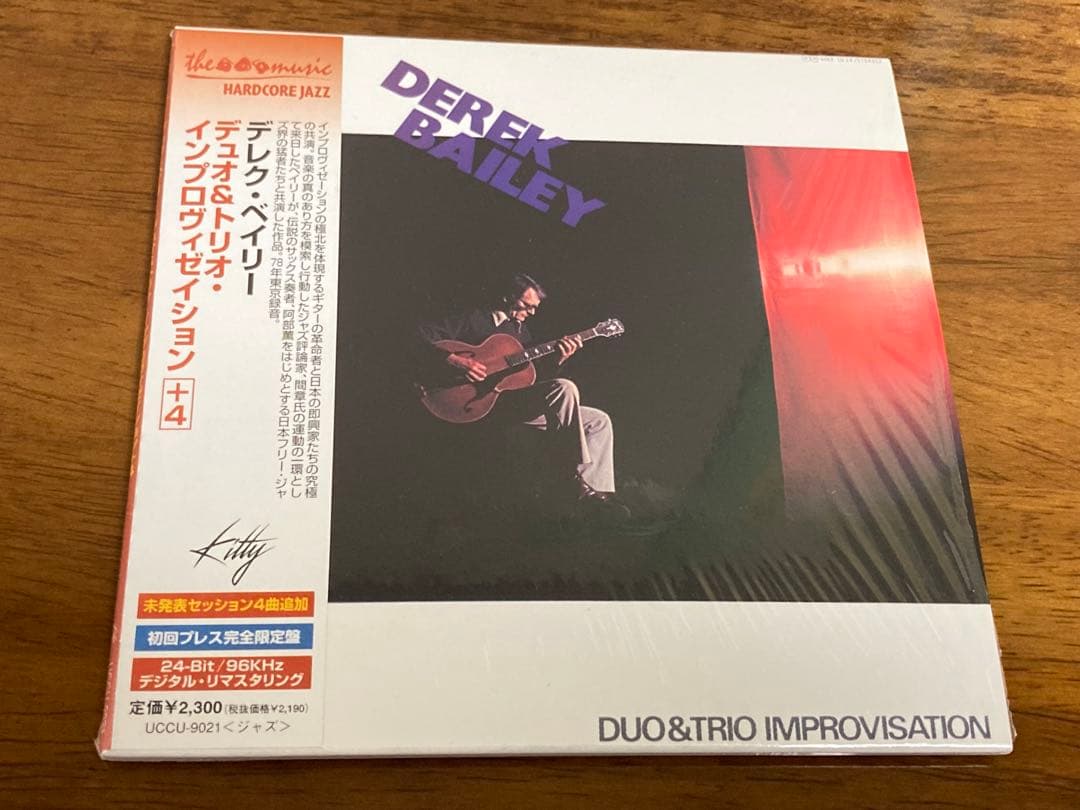 the music
HARDCORE JAZZ
インプロヴィゼーションの極北を体現するギターの革命者と日本の即興家たちの究極
の共演。音楽の真のあり方を模索し行動したジャズ評論家、間章氏の運動の一環とし
て来日したベイリーが、伝説のサックス奏者、阿部薫をはじめとする日本フリー・ジャ
ズ界の猛者たちと共演した作品。78年東京録音。
デレク・ベイリー
デュオ&トリオ・
インプロヴィゼイション +4
Kitty
未発表セッション4曲追加
初回プレス完全限定盤
24-Bit/96KHz
デジタル・リマスタリング
定価¥2,300(税抜価格¥2,190)
UCCU-9021<ジャズ>
DEREK
BAILEY
DUO&TRIO IMPROVISATION